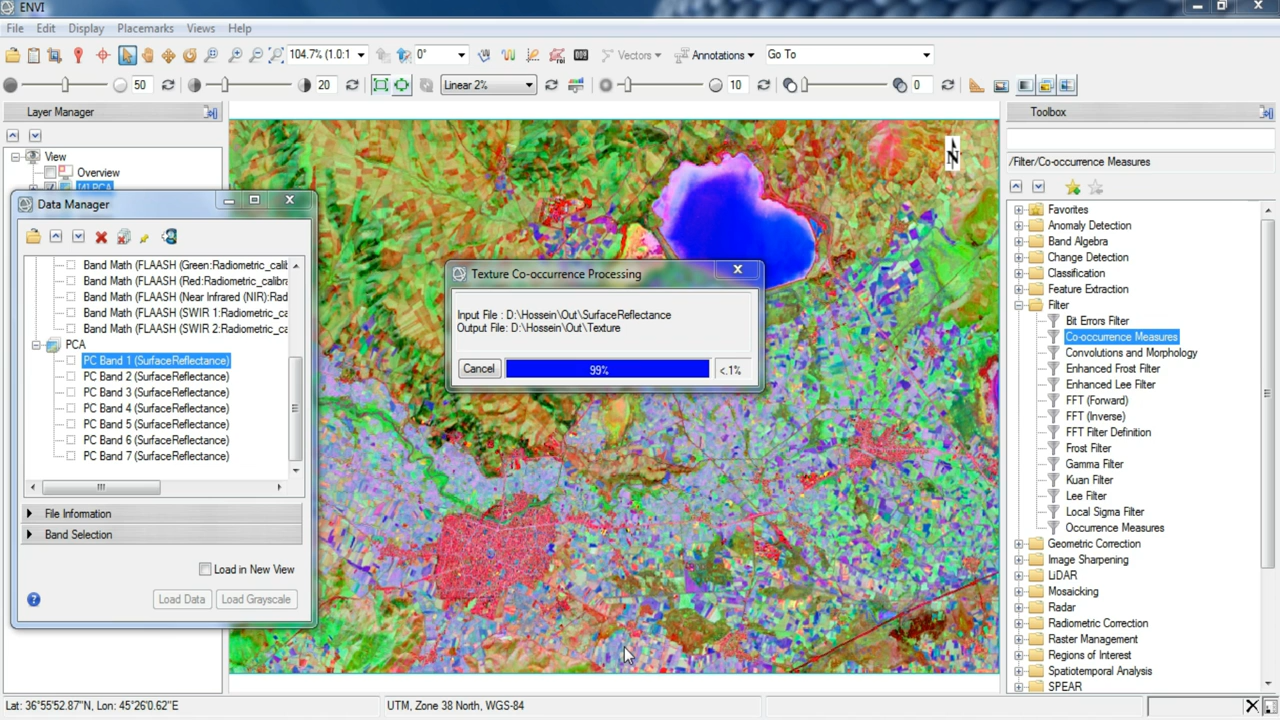 ENVI
File Edit Display Placemarks Views Help
104.7% (1.0:1 0° Vectors Annotations Go To
50 20 Linear 2% 10 0
Layer Manager
View
Overview
[4] PCA
Data Manager
Band Math (FLAASH (Green:Radiometric_calib
Band Math (FLAASH (Red:Radiometric_calibra
Band Math (FLAASH (Near Infrared (NIR):Rad
Band Math (FLAASH (SWIR 1:Radiometric_ca
Band Math (FLAASH (SWIR 2:Radiometric_ca
PCA
PC Band 1 (SurfaceReflectance)
PC Band 2 (SurfaceReflectance)
PC Band 3 (SurfaceReflectance)
PC Band 4 (SurfaceReflectance)
PC Band 5 (SurfaceReflectance)
PC Band 6 (SurfaceReflectance)
PC Band 7 (SurfaceReflectance)
File Information
Band Selection
Load in New View
Load Data Load Grayscale
N
Texture Co-occurrence Processing
Input File : D:\Hossein\Out\SurfaceReflectance
Output File: D:\Hossein\Out\Texture
Cancel 99% <.1%
Toolbox
/Filter/Co-occurrence Measures
Favorites
Anomaly Detection
Band Algebra
Change Detection
Classification
Feature Extraction
Filter
Bit Errors Filter
Co-occurrence Measures
Convolutions and Morphology
Enhanced Frost Filter
Enhanced Lee Filter
FFT (Forward)
FFT (Inverse)
FFT Filter Definition
Frost Filter
Gamma Filter
Kuan Filter
Lee Filter
Local Sigma Filter
Occurrence Measures
Geometric Correction
Image Sharpening
LiDAR
Mosaicking
Radar
Radiometric Correction
Raster Management
Regions of Interest
Spatiotemporal Analysis
SPEAR
Lat: 36°55'52.87"N, Lon: 45°26'0.62"E UTM, Zone 38 North, WGS-84